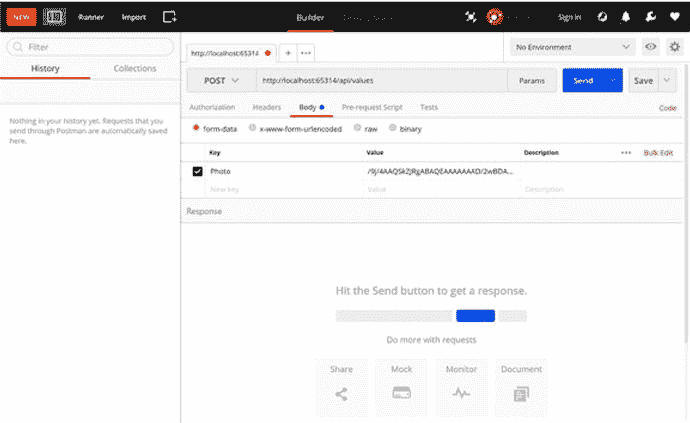 NEW Runner Import Builder Sign in
Filter
History Collections
Nothing in your history yet. Requests that you
send through Postman are automatically saved
here.
http://localhost:65314 + ••• No Environment
POST http://localhost:65314/api/values Params Send Save
Authorization Headers Body Pre-request Script Tests Code
form-data x-www-form-urlencoded raw binary
Key Value Description ••• Bulk Edit
Photo
New key Value Description
Response
Hit the Send button to get a response.
Do more with requests
Share Mock Monitor Document